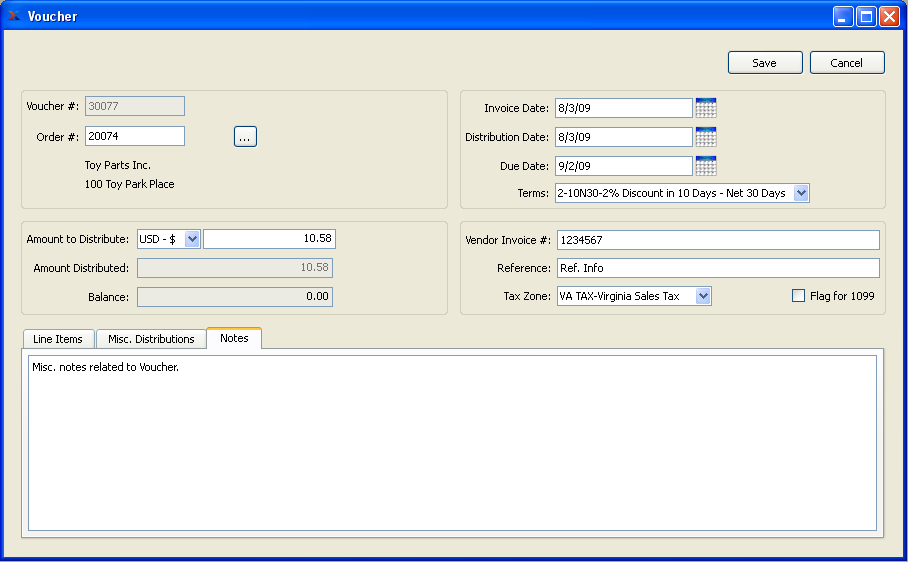 Voucher
Save
Cancel
Voucher #:
30077
Order #:
20074
...
Toy Parts Inc.
100 Toy Park Place
Invoice Date:
8/3/09
Distribution Date:
8/3/09
Due Date:
9/2/09
Terms:
2-10N30-2% Discount in 10 Days - Net 30 Days
Amount to Distribute:
USD - $
10.58
Amount Distributed:
10.58
Balance:
0.00
Vendor Invoice #:
1234567
Reference:
Ref. Info
Tax Zone:
VA TAX-Virginia Sales Tax
Flag for 1099
Line Items
Misc. Distributions
Notes
Misc. notes related to Voucher.